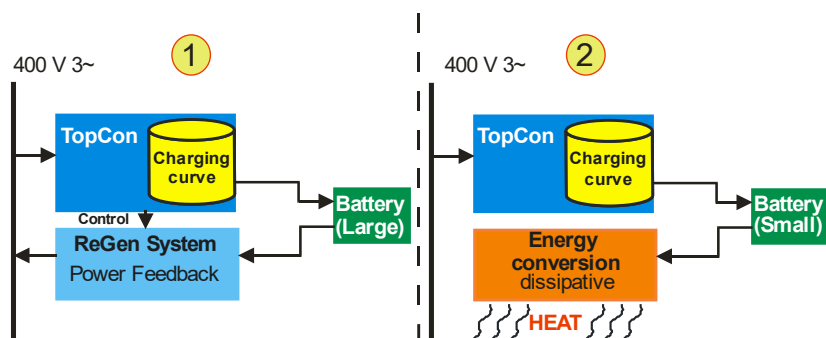 1
400 V 3~
TopCon
Charging
curve
Control
Battery
(Large)
ReGen System
Power Feedback
2
400 V 3~
TopCon
Charging
curve
Battery
(Small)
Energy
conversion
dissipative
HEAT